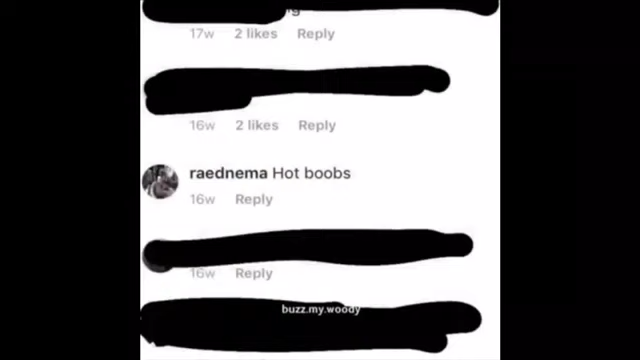 17w 2 likes Reply
16w 2 likes Reply
raednema Hot boobs
16w Reply
16w Reply
buzz.my.woody